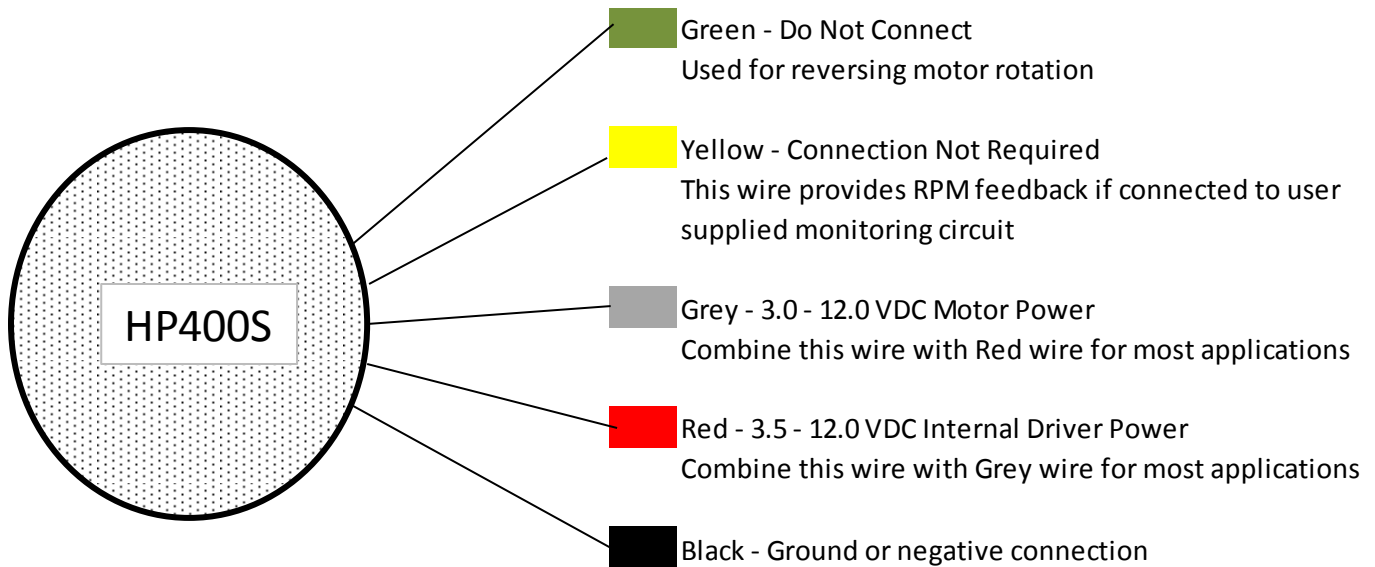 Green - Do Not Connect
Used for reversing motor rotation
Yellow - Connection Not Required
This wire provides RPM feedback if connected to user
supplied monitoring circuit
HP400S
Grey - 3.0 - 12.0 VDC Motor Power
Combine this wire with Red wire for most applications
Red - 3.5 - 12.0 VDC Internal Driver Power
Combine this wire with Grey wire for most applications
Black - Ground or negative connection